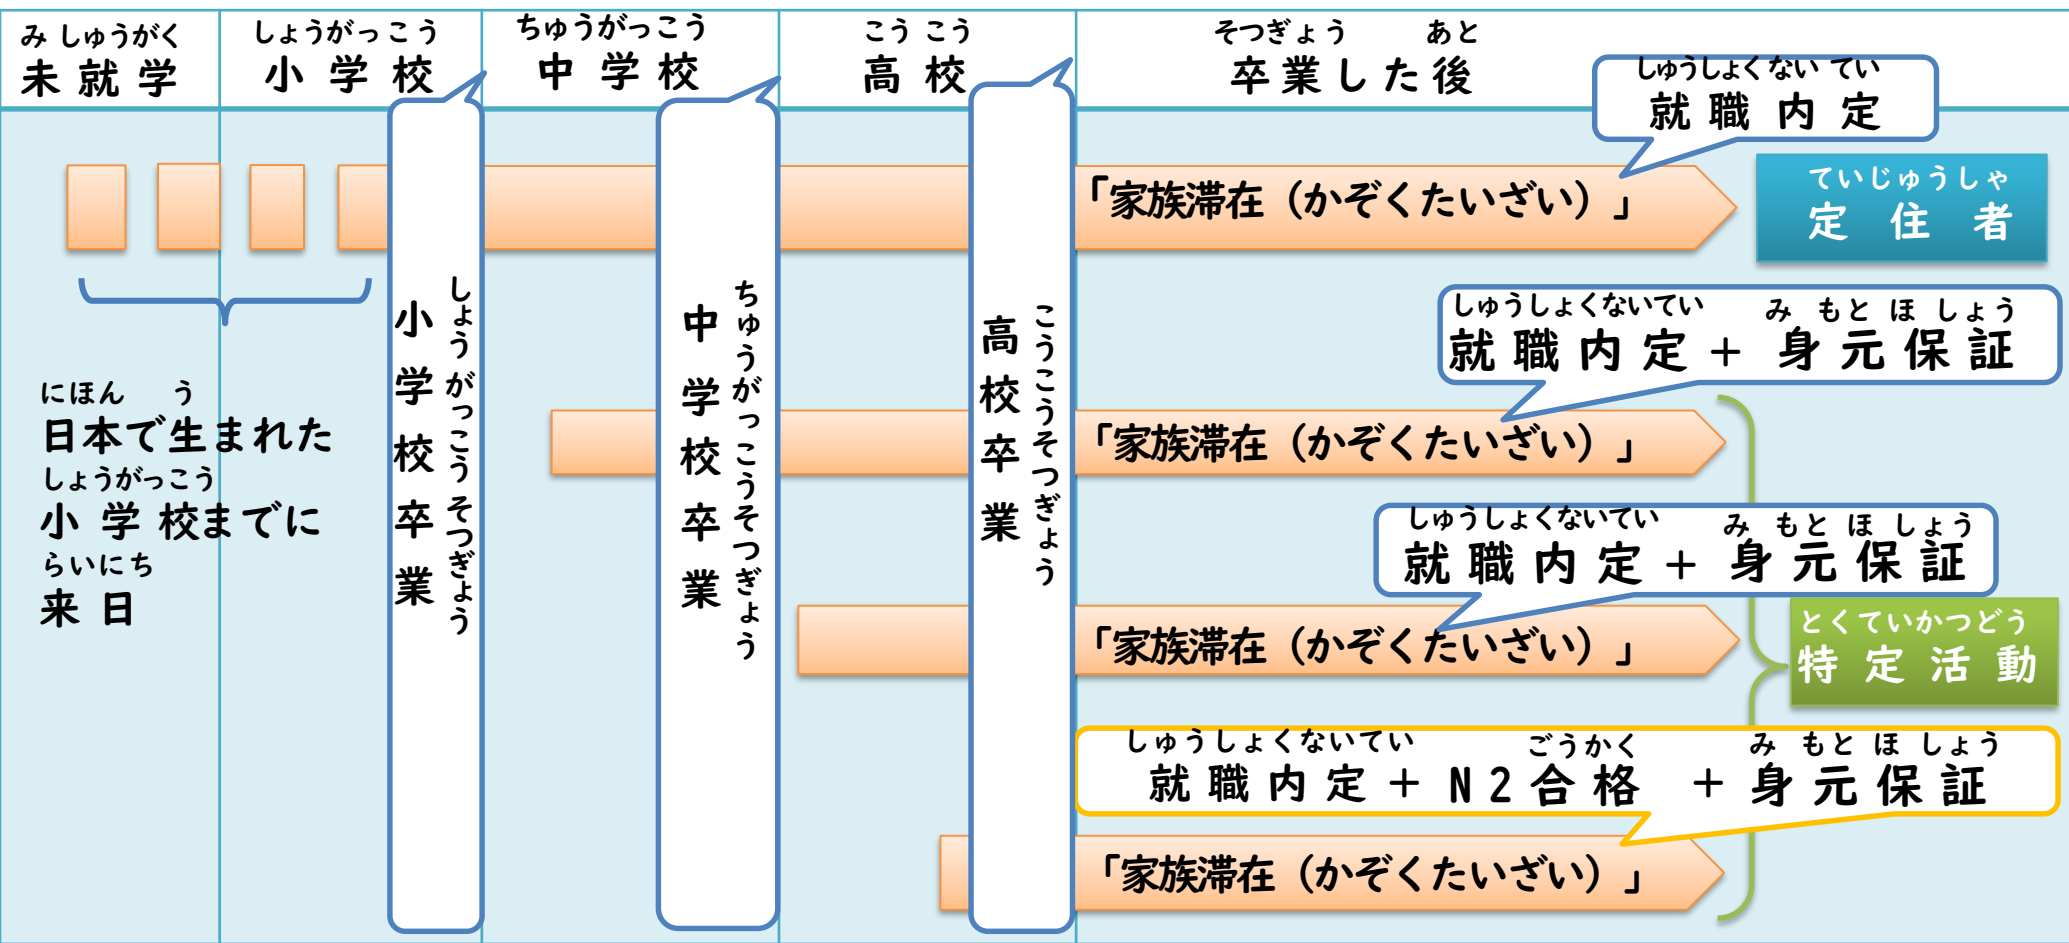 みしゅうがく
未就学
しょうがっこう
小学校
ちゅうがっこう
中学校
こうこう
高校
そつぎょう あと
卒業した後
しゅうしょくないてい
就職内定
「家族滞在（かぞくたいざい）」
ていじゅうしゃ
定住者
しょうがっこうそつぎょう
小学校卒業
ちゅうがっこうそつぎょう
中学校卒業
こうこうそつぎょう
高校卒業
にほん う
日本で生まれた
しょうがっこう
小学校までに
らいにち
来日
しゅうしょくないてい みもとほしょう
就職内定＋身元保証
「家族滞在（かぞくたいざい）」
しゅうしょくないてい みもとほしょう
就職内定＋身元保証
「家族滞在（かぞくたいざい）」
とくていかつどう
特定活動
しゅうしょくないてい ごうかく みもとほしょう
就職内定＋N2合格＋身元保証
「家族滞在（かぞくたいざい）」